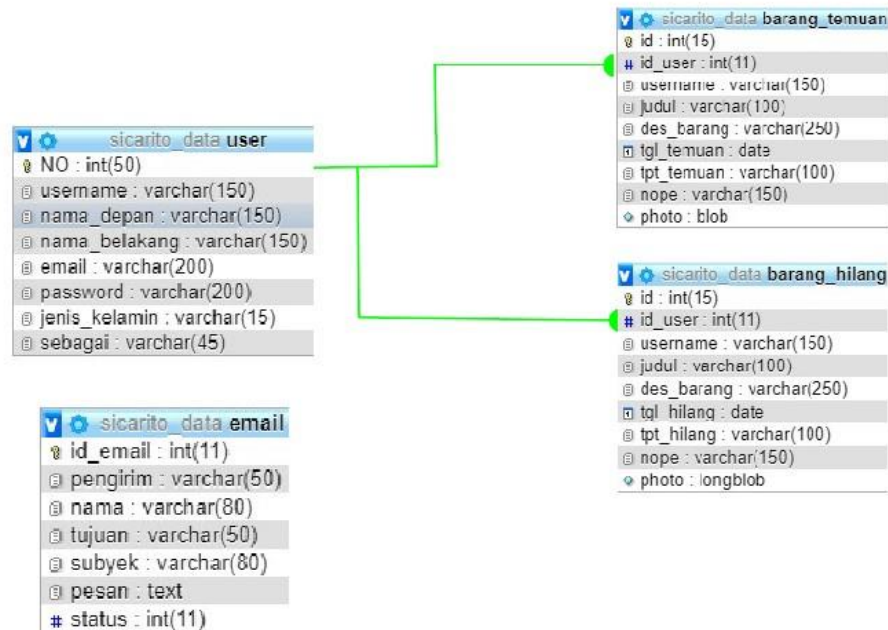 sicarito_data user
NO : int(50)
username : varchar(150)
nama_depan : varchar(150)
nama_belakang : varchar(150)
email : varchar(200)
password : varchar(200)
jenis_kelamin : varchar(15)
sebagai : varchar(45)
sicarito_data email
id_email : int(11)
pengirim : varchar(50)
nama : varchar(80)
tujuan : varchar(50)
subyek : varchar(80)
pesan : text
# status : int(11)
sicarito_data barang_temuan
id : int(15)
# id_user : int(11)
username : varchar(150)
judul : varchar(100)
des_barang : varchar(250)
tgl_temuan : date
tpt_temuan : varchar(100)
nope : varchar(150)
photo : blob
sicarito_data barang_hilang
id : int(15)
# id_user : int(11)
username : varchar(150)
judul : varchar(100)
des_barang : varchar(250)
tgl_hilang : date
tpt_hilang : varchar(100)
nope : varchar(150)
photo : longblob